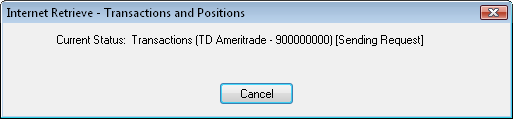 Internet Retrieve - Transactions and Positions
Current Status: Transactions (TD Ameritrade - 900000000) [Sending Request]
Cancel